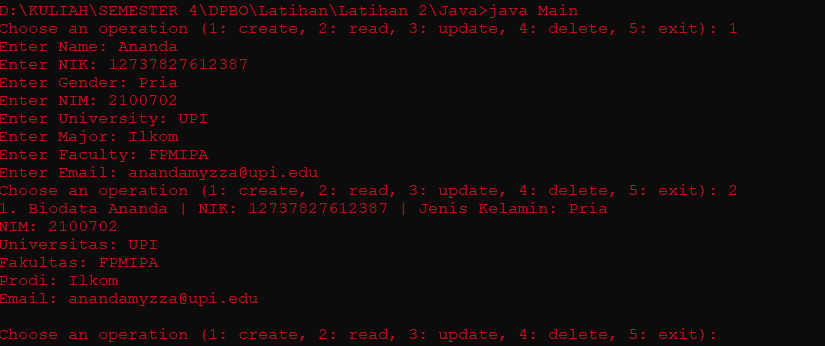 D:\KULIAH\SEMESTER 4\DPBO\Latihan\Latihan 2\Java>java Main
Choose an operation (1: create, 2: read, 3: update, 4: delete, 5: exit): 1
Enter Name: Ananda
Enter NIK: 12737827612387
Enter Gender: Pria
Enter NIM: 2100702
Enter University: UPI
Enter Major: Ilkom
Enter Faculty: FPMIPA
Enter Email: anandamyzza@upi.edu
Choose an operation (1: create, 2: read, 3: update, 4: delete, 5: exit): 2
1. Biodata Ananda | NIK: 12737827612387 | Jenis Kelamin: Pria
NIM: 2100702
Universitas: UPI
Fakultas: FPMIPA
Prodi: Ilkom
Email: anandamyzza@upi.edu
Choose an operation (1: create, 2: read, 3: update, 4: delete, 5: exit):